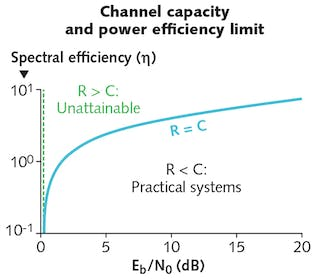 Channel capacity
and power efficiency limit
Spectral efficiency (η)
10¹
R > C:
Unattainable
R = C
10⁰
R < C:
Practical systems
10⁻¹
0 5 10 15 20
E_b/N₀ (dB)